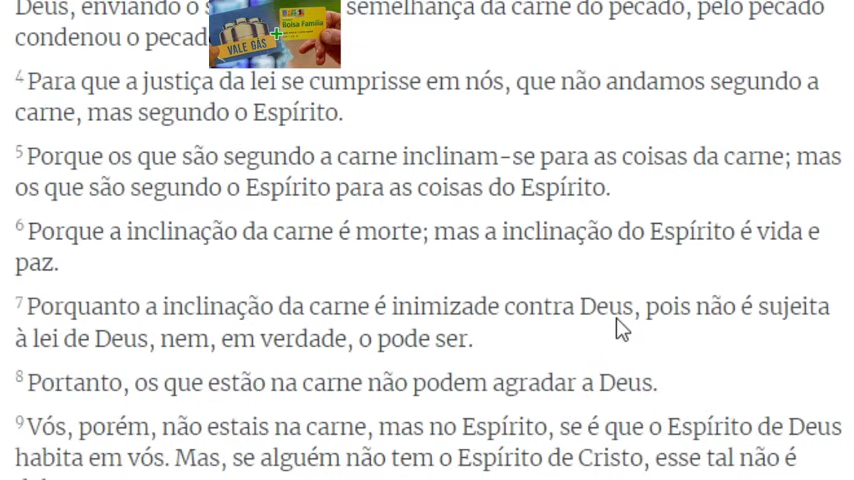 Deus, enviando o s semelhança da carne do pecado, pelo pecado
condenou o pecad
VALE GÁS
Bolsa Família
4 Para que a justiça da lei se cumprisse em nós, que não andamos segundo a
carne, mas segundo o Espírito.
5 Porque os que são segundo a carne inclinam-se para as coisas da carne; mas
os que são segundo o Espírito para as coisas do Espírito.
6 Porque a inclinação da carne é morte; mas a inclinação do Espírito é vida e
paz.
7 Porquanto a inclinação da carne é inimizade contra Deus, pois não é sujeita
à lei de Deus, nem, em verdade, o pode ser.
8 Portanto, os que estão na carne não podem agradar a Deus.
9 Vós, porém, não estais na carne, mas no Espírito, se é que o Espírito de Deus
habita em vós. Mas, se alguém não tem o Espírito de Cristo, esse tal não é